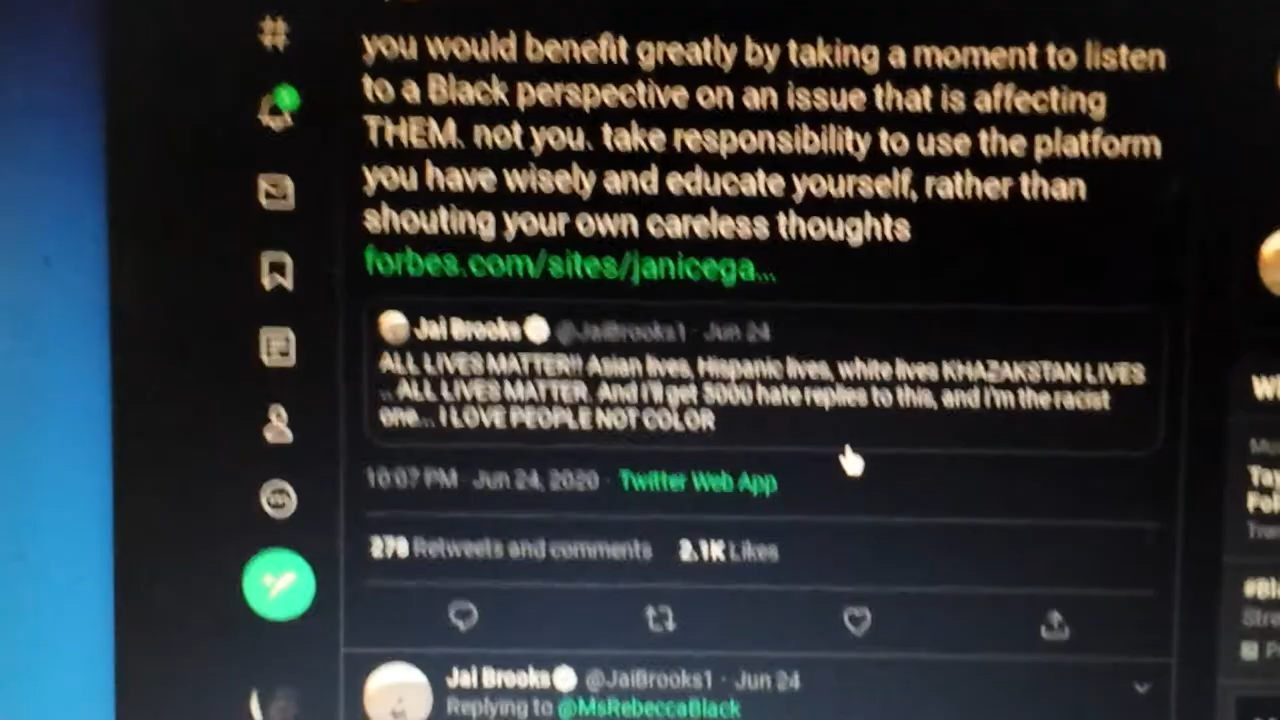 you would benefit greatly by taking a moment to listen
to a Black perspective on an issue that is affecting
THEM. not you. take responsibility to use the platform
you have wisely and educate yourself, rather than
shouting your own careless thoughts
forbes.com/sites/janicega...
Jai Brooks @JaiBrooks1 · Jun 24
ALL LIVES MATTER!! Asian lives, Hispanic lives, white lives KHAZAKSTAN LIVES
... ALL LIVES MATTER. And I'll get 3000 hate replies to this, and I'm the racist
one... I LOVE PEOPLE NOT COLOR
10:07 PM · Jun 24, 2020 · Twitter Web App
278 Retweets and comments 2.1K Likes
Jai Brooks @JaiBrooks1 · Jun 24
Replying to @MsRebeccaBlack